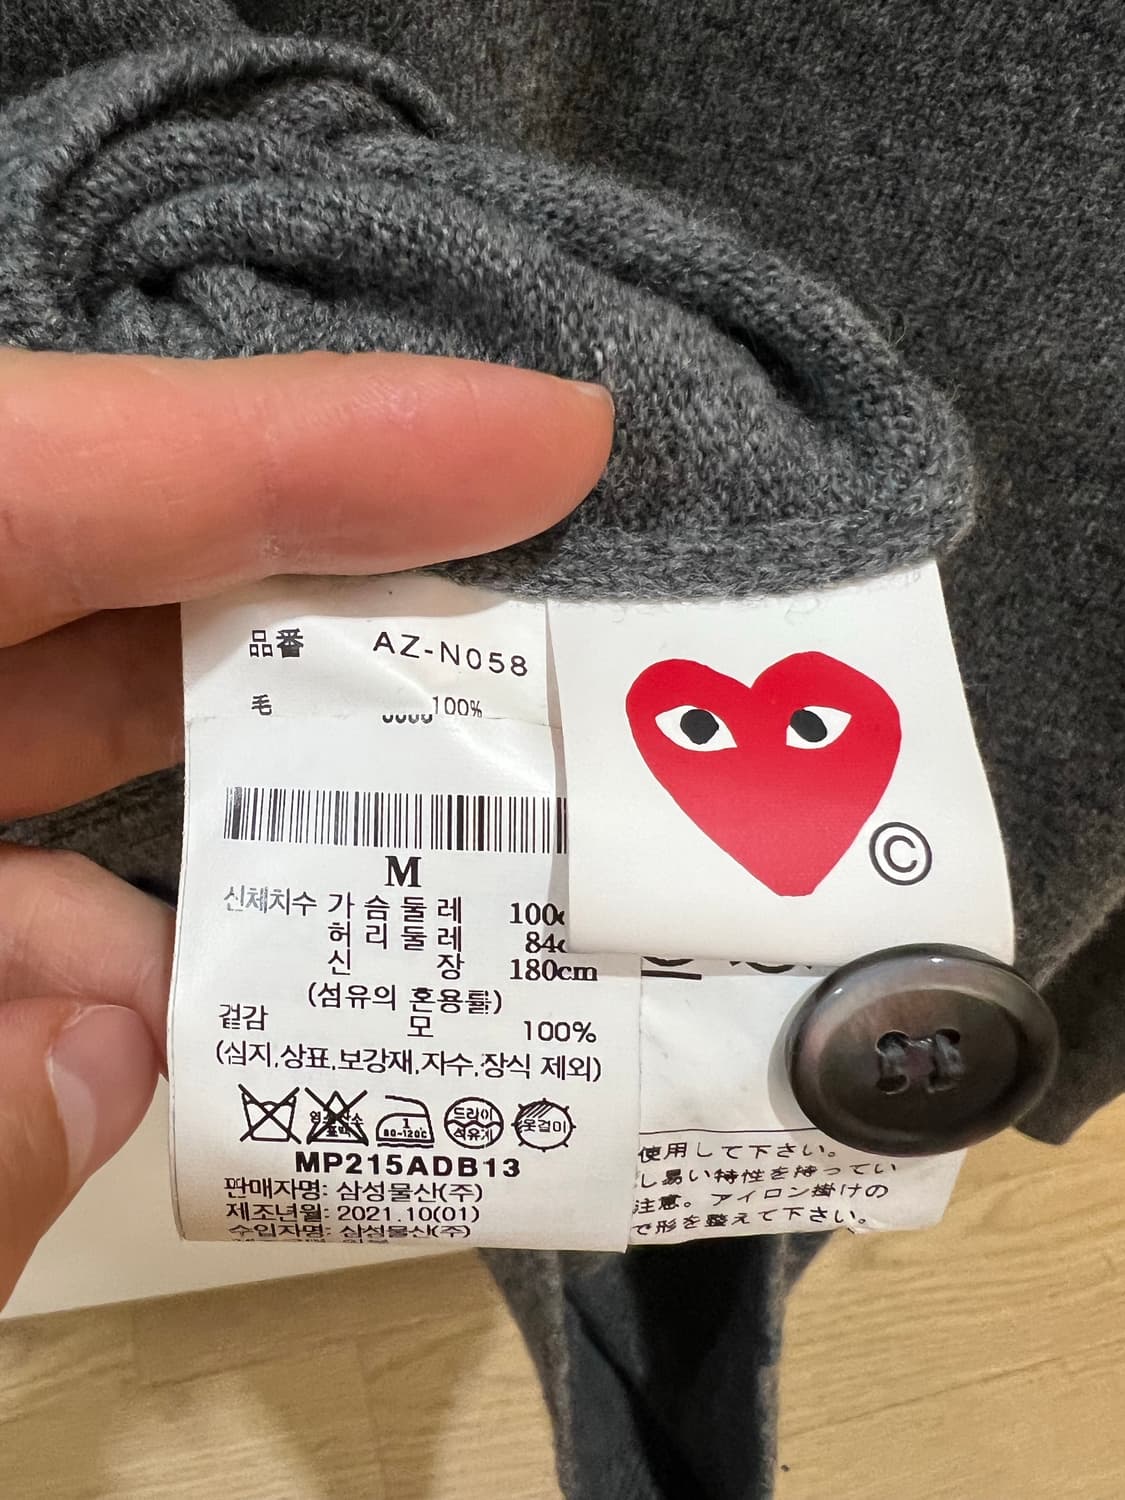 品番 AZ-N058
毛 100%
M
신체치수 가슴둘레 100
허리둘레 84
신장 180cm
(섬유의 혼용률)
겉감 모 100%
(심지,상표,보강재,자수,장식 제외)
80-120℃
드라이
석유계
옷걸이
MP215ADB13
판매자명: 삼성물산(주)
제조년월: 2021.10(01)
수입자명: 삼성물산(주)
©
使用して下さい。
し易い特性を持ってい
注意。アイロン掛けの
で形を整えて下さい。